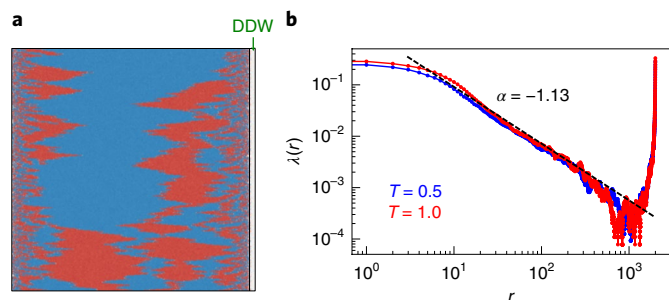 a
DDW
b
10⁻¹
10⁻²
10⁻³
10⁻⁴
λ(r)
α = −1.13
T = 0.5
T = 1.0
10⁰ 10¹ 10² 10³
r